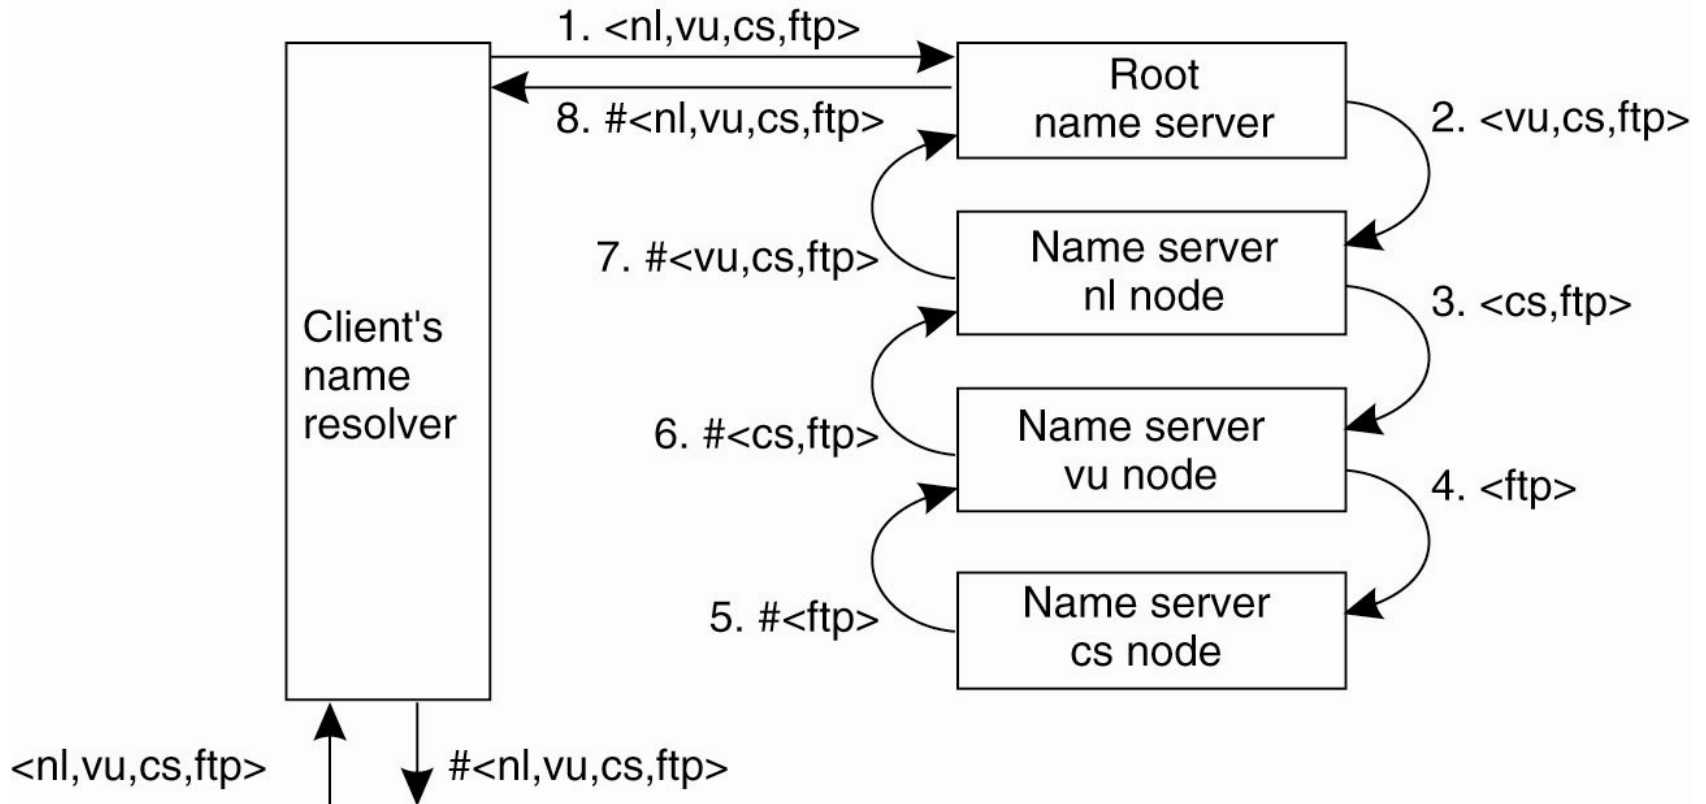 1. <nl,vu,cs,ftp>
Root
name server
8. #<nl,vu,cs,ftp>
2. <vu,cs,ftp>
Name server
nl node
7. #<vu,cs,ftp>
3. <cs,ftp>
Client's
name
resolver
Name server
vu node
6. #<cs,ftp>
4. <ftp>
Name server
cs node
5. #<ftp>
<nl,vu,cs,ftp>
#<nl,vu,cs,ftp>